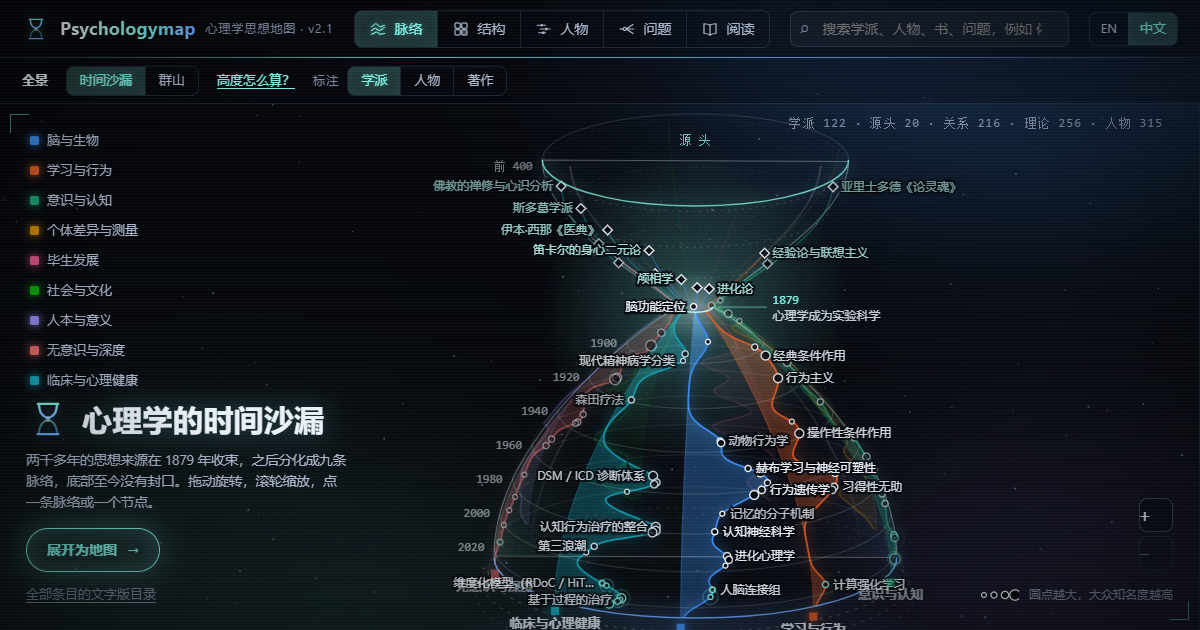 Psychologymap 心理学思想地图 · v2.1
脉络 结构 人物 问题 阅读
搜索学派、人物、书、问题，例如
EN 中文
全景 时间沙漏 群山 高度怎么算？ 标注 学派 人物 著作
学派 122 · 源头 20 · 关系 216 · 理论 256 · 人物 315
脑与生物
学习与行为
意识与认知
个体差异与测量
毕生发展
社会与文化
人本与意义
无意识与深度
临床与心理健康
心理学的时间沙漏
两千多年的思想来源在 1879 年收束，之后分化成九条
脉络，底部至今没有封口。拖动旋转，滚轮缩放，点
一条脉络或一个节点。
展开为地图 →
全部条目的文字版目录
源 头
前 400
佛教的禅修与心识分析
亚里士多德《论灵魂》
斯多葛学派
伊本·西那《医典》
笛卡尔的身心二元论
经验论与联想主义
颅相学
进化论
脑功能定位
1879
心理学成为实验科学
1900
现代精神病学分类
经典条件作用
1920
行为主义
森田疗法
1940
操作性条件作用
动物行为学
1960
赫布学习与神经可塑性
DSM / ICD 诊断体系
1980
行为遗传学
习得性无助
2000
记忆的分子机制
认知行为治疗的整合
认知神经科学
2020
第三浪潮
进化心理学
维度化模型（RDoC / HiT...
无意识与深度
人脑连接组
计算强化学习
意识与认知
基于过程的治疗
临床与心理健康
学习与行为
+
−
圆点越大，大众知名度越高